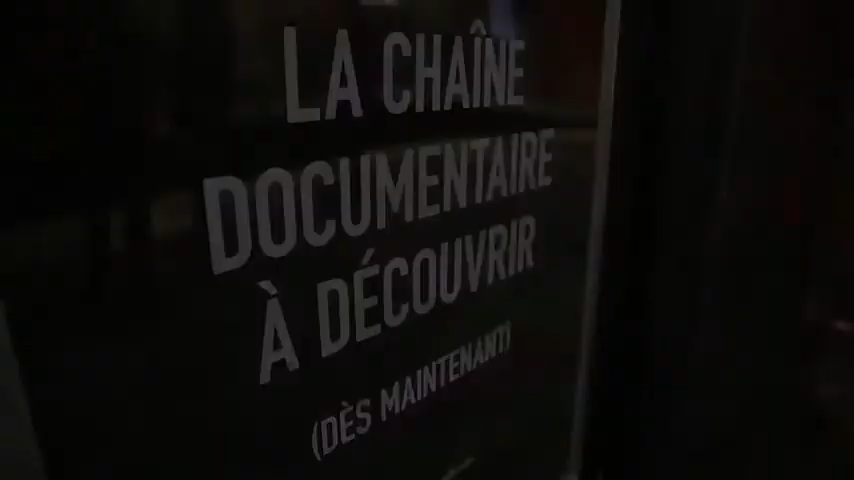 LA CHAÎNE
DOCUMENTAIRE
À DÉCOUVRIR
(DÈS MAINTENANT)